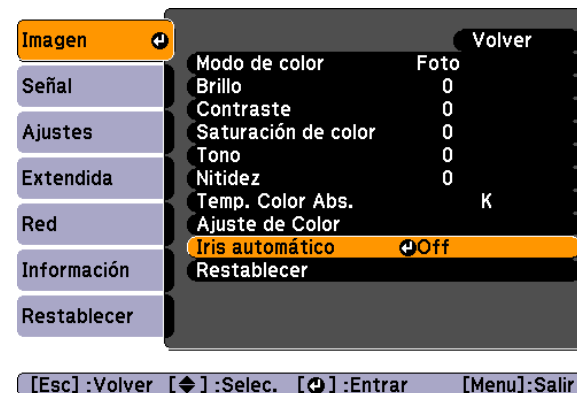 Imagen
Señal
Ajustes
Extendida
Red
Información
Restablecer
Volver
Modo de color Foto
Brillo 0
Contraste 0
Saturación de color 0
Tono 0
Nitidez 0
Temp. Color Abs. K
Ajuste de Color
Iris automático Off
Restablecer
[Esc] :Volver [◆] :Selec. [↵] :Entrar [Menu]:Salir